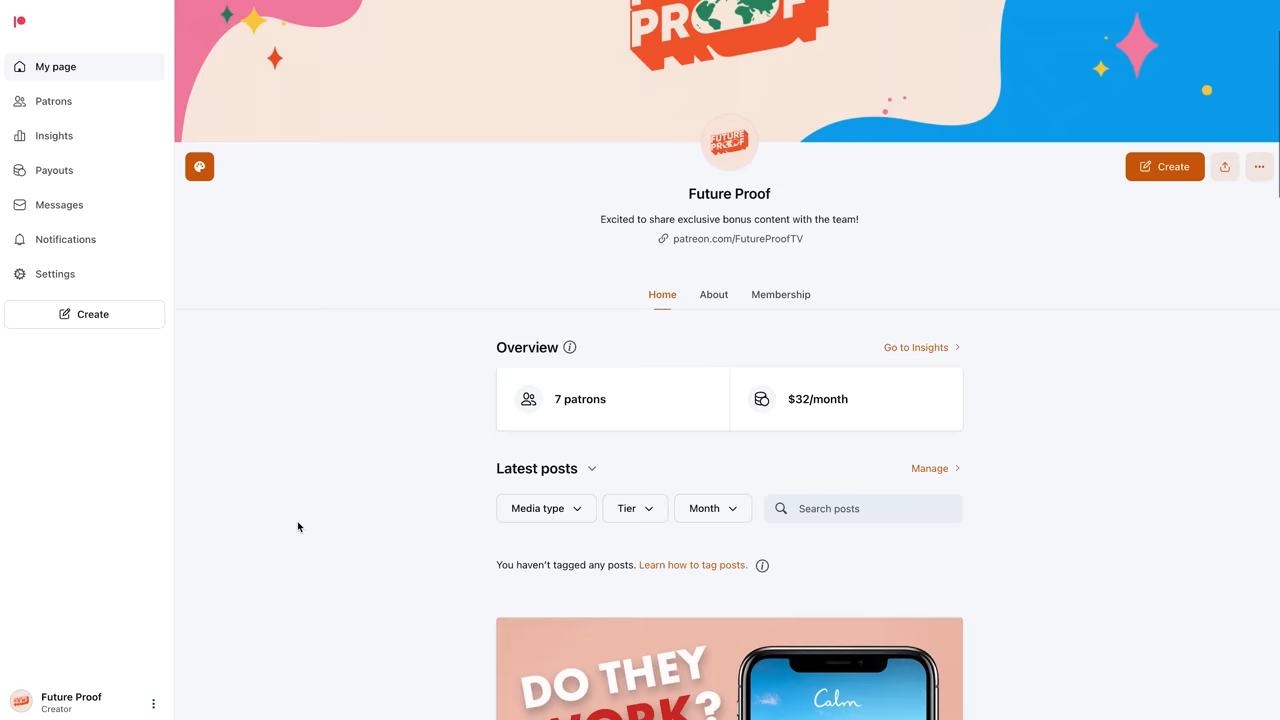 PROOF
My page
Patrons
Insights
Payouts
Messages
Notifications
Settings
Create
FUTURE
PROOF
Create
Future Proof
Excited to share exclusive bonus content with the team!
patreon.com/FutureProofTV
Home About Membership
Overview
Go to Insights
7 patrons
$32/month
Latest posts
Manage
Media type Tier Month Search posts
You haven't tagged any posts. Learn how to tag posts.
DO THEY
WORK?
Calm
Future Proof
Creator